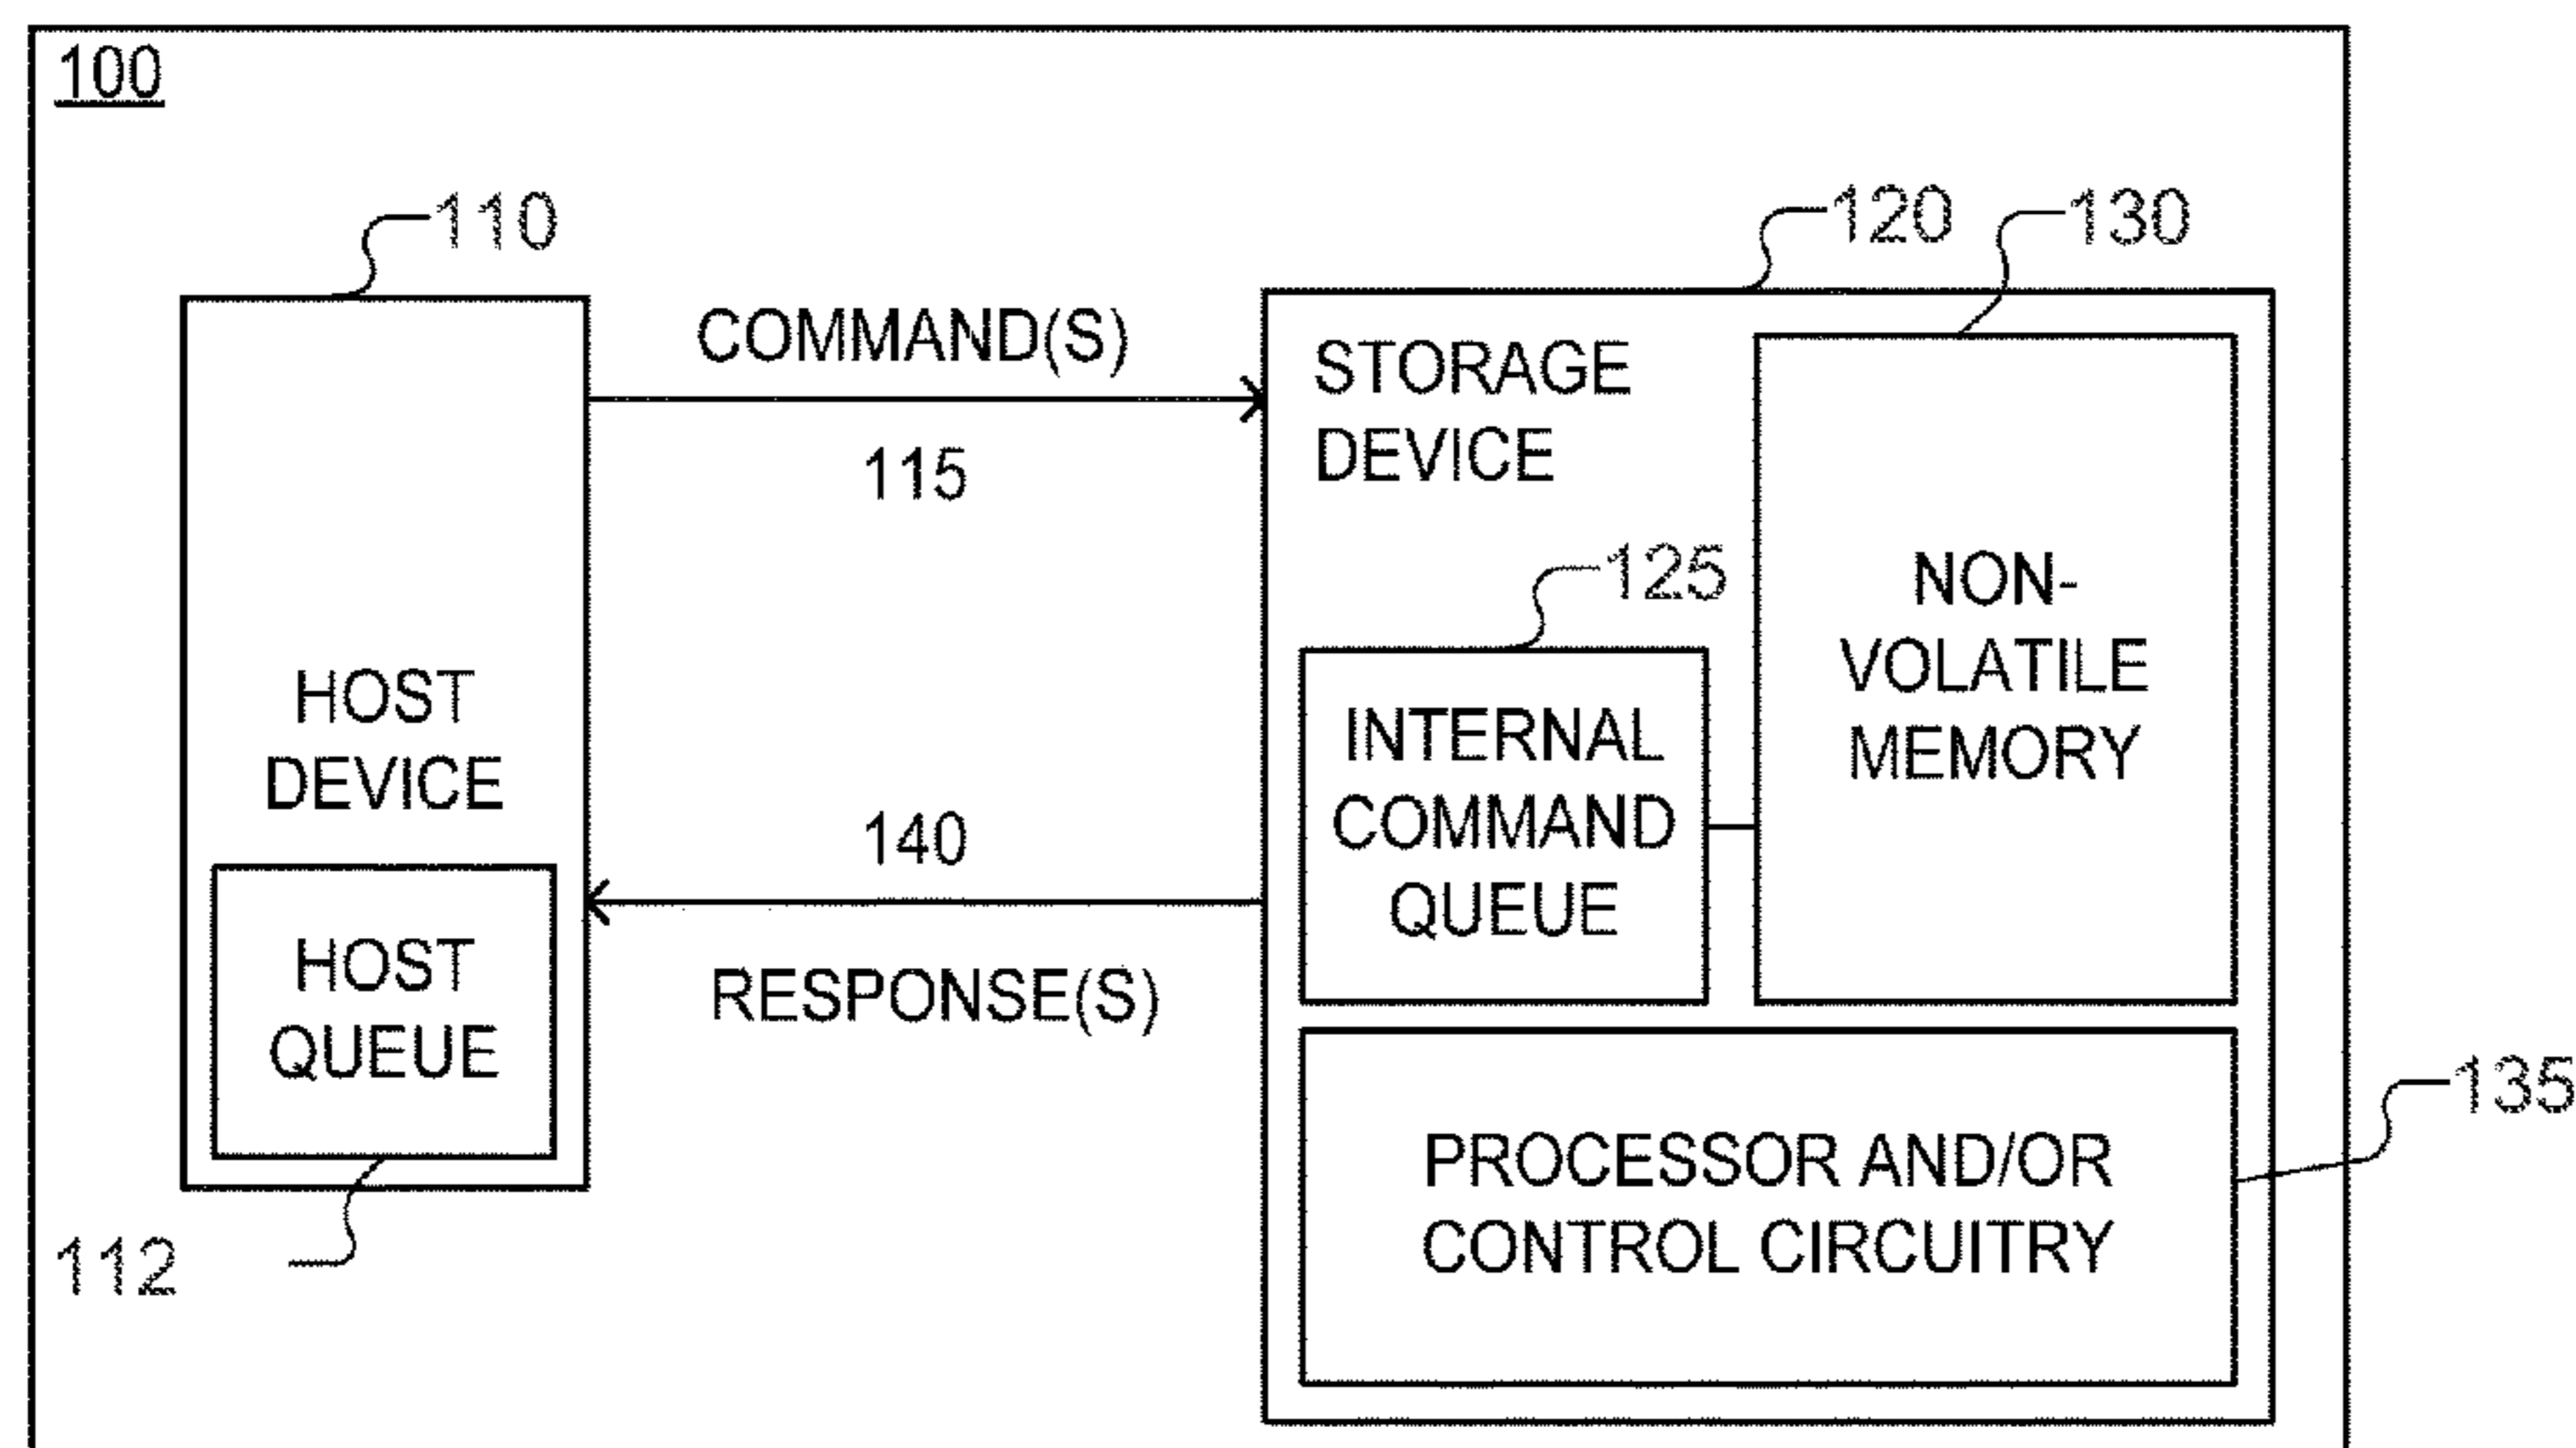 100
110
120
130
COMMAND(S)
115
STORAGE
DEVICE
125
NON-
VOLATILE
MEMORY
INTERNAL
COMMAND
QUEUE
HOST
DEVICE
140
RESPONSE(S)
HOST
QUEUE
112
135
PROCESSOR AND/OR
CONTROL CIRCUITRY